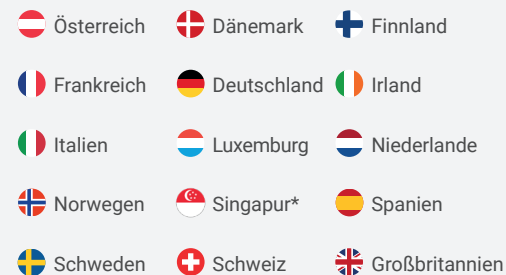 Österreich Dänemark Finnland
Frankreich Deutschland Irland
Italien Luxemburg Niederlande
Norwegen Singapur* Spanien
Schweden Schweiz Großbritannien